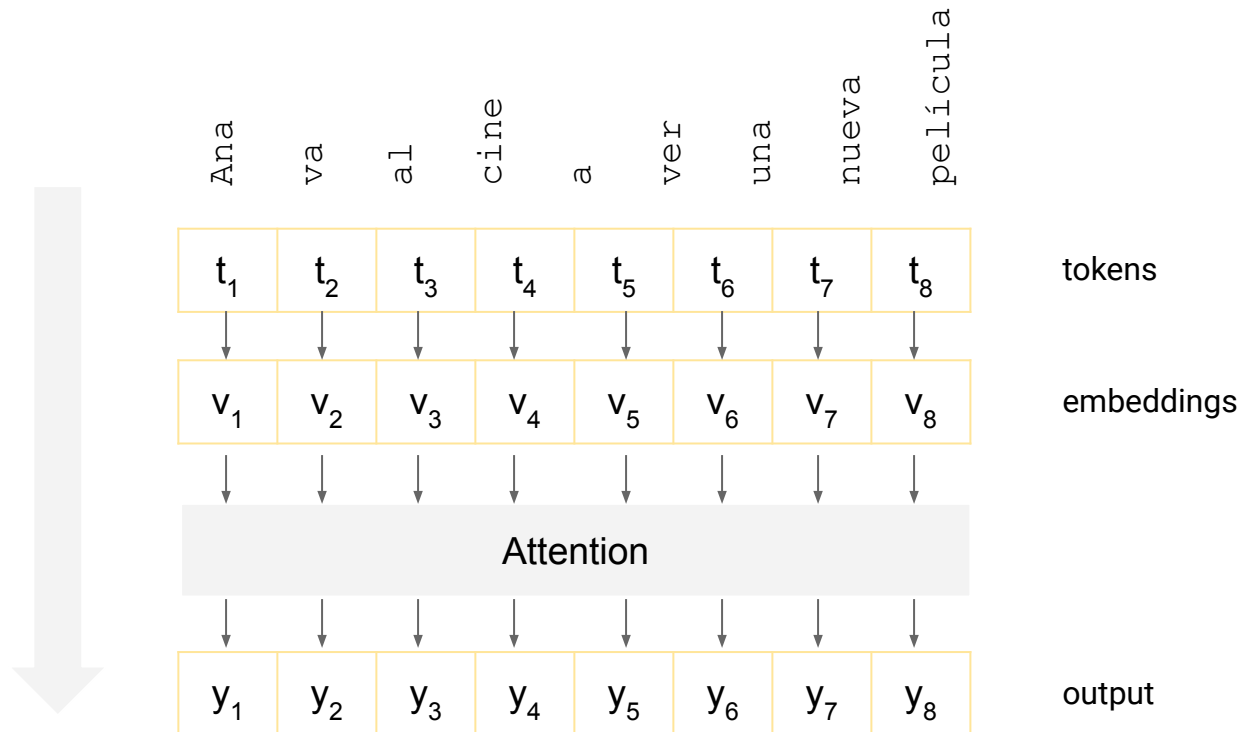 Ana va al cine a ver una nueva película
t1 t2 t3 t4 t5 t6 t7 t8 tokens
v1 v2 v3 v4 v5 v6 v7 v8 embeddings
Attention
y1 y2 y3 y4 y5 y6 y7 y8 output